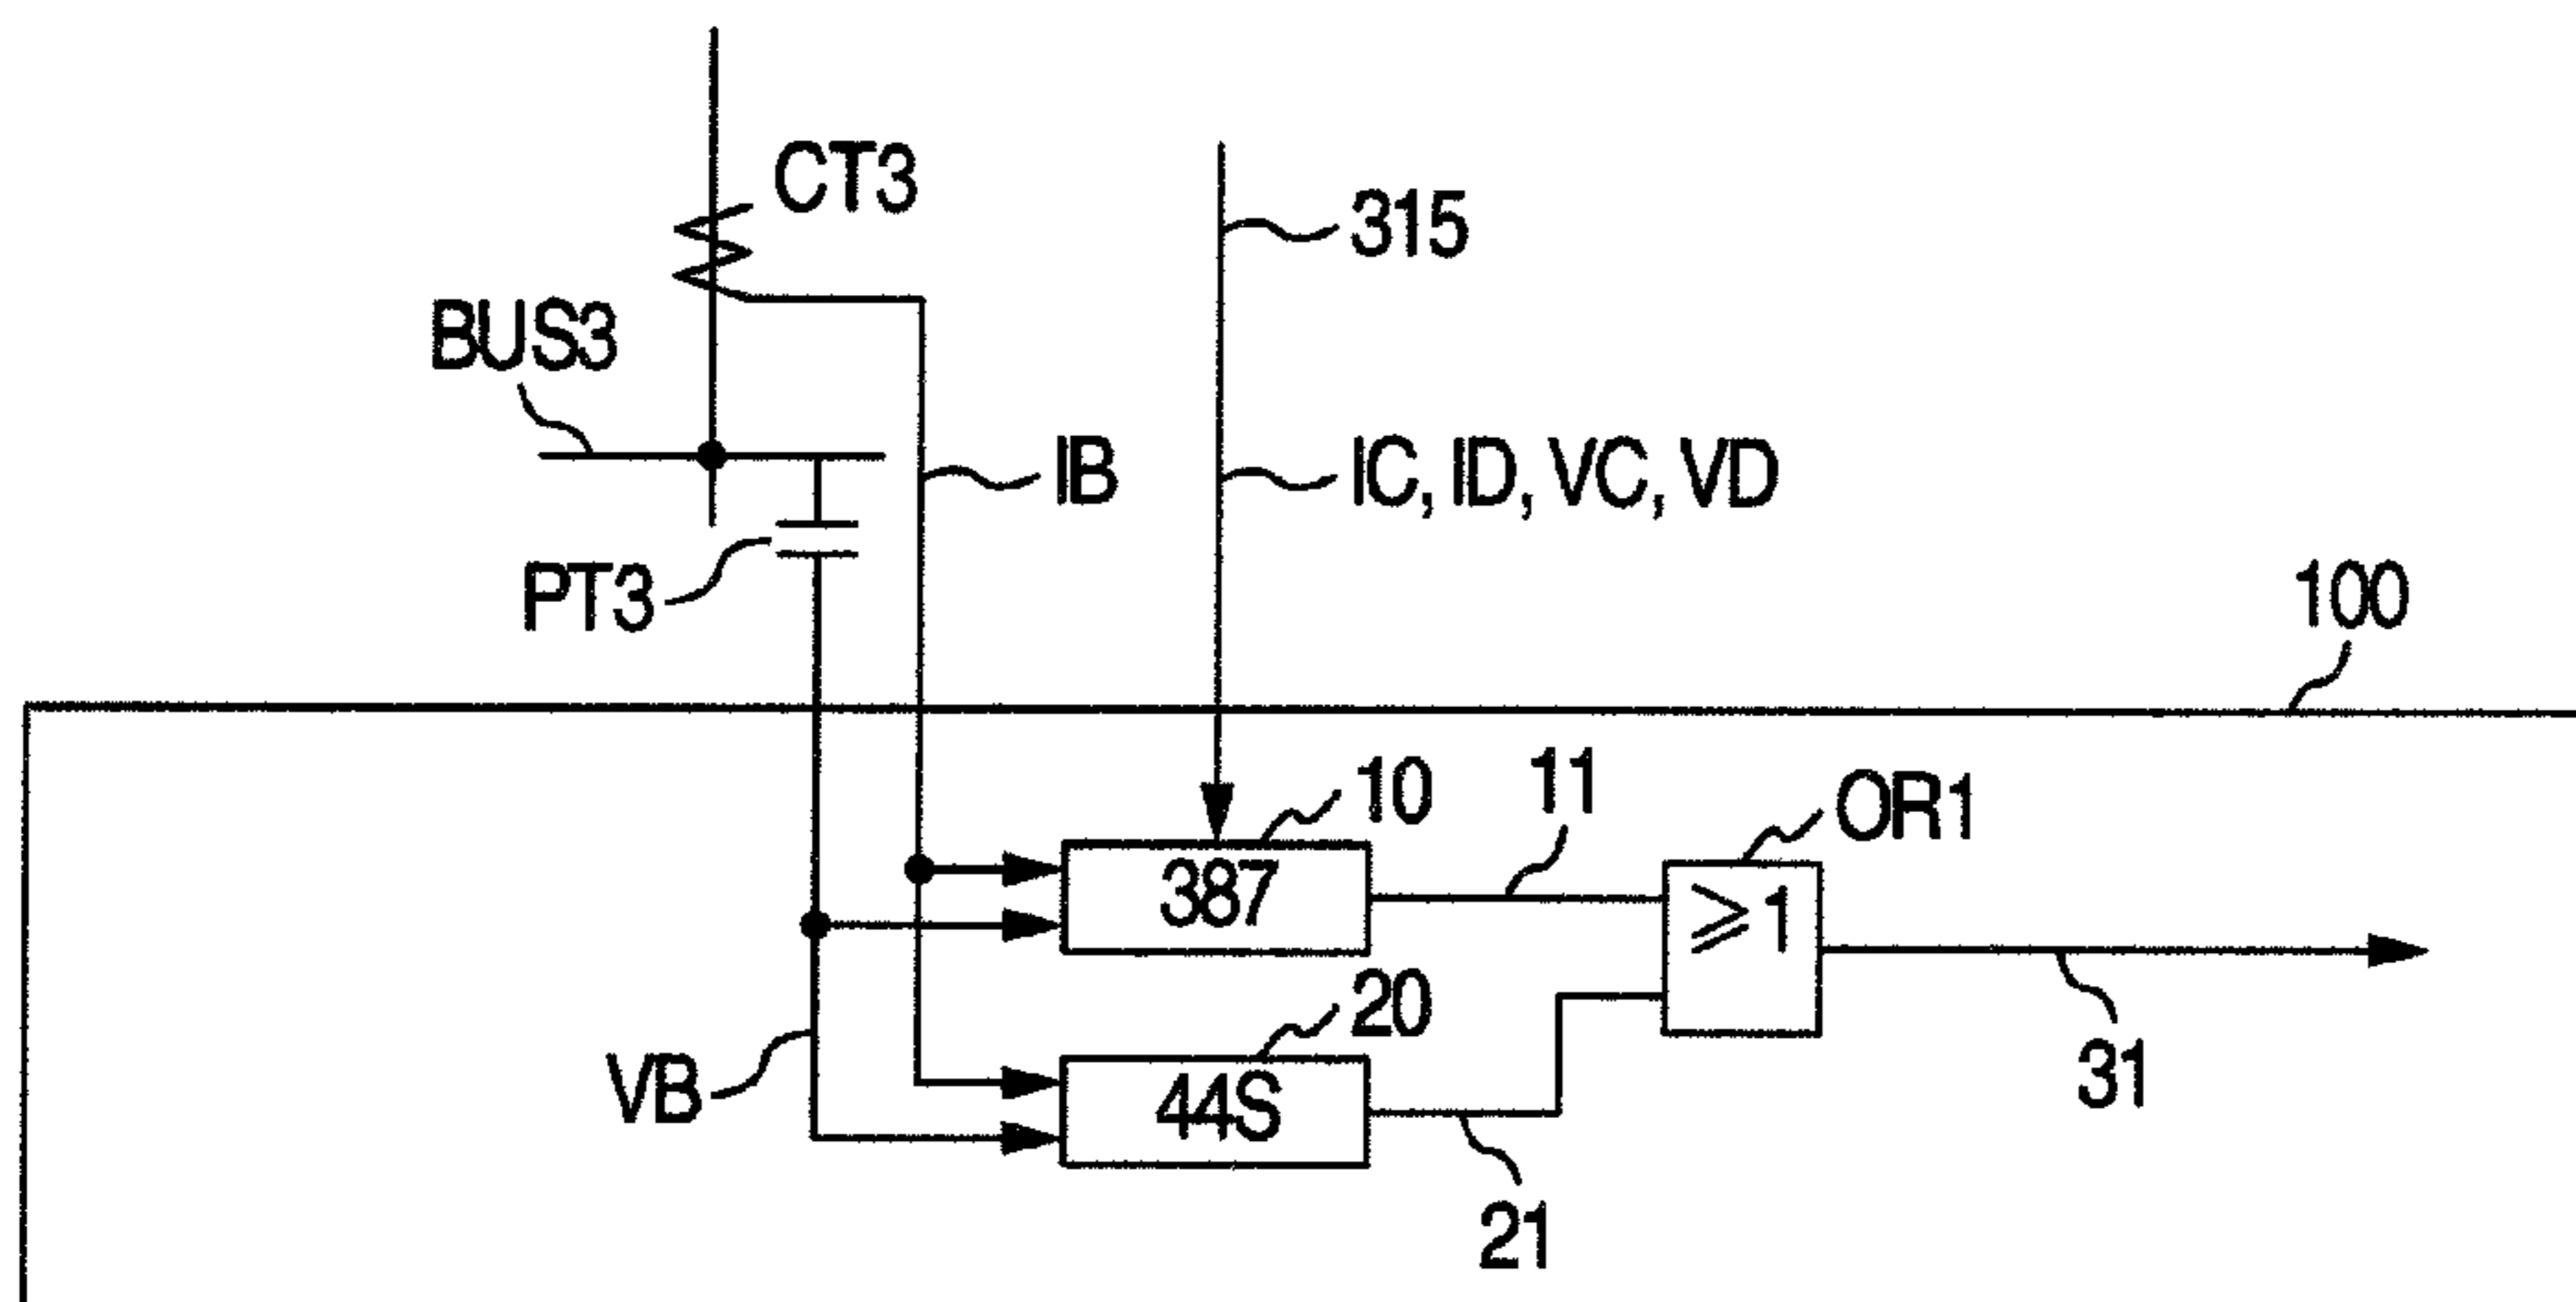 CT3
315
BUS3
IB
IC, ID, VC, VD
PT3
100
10
11
OR1
387
≥1
20
31
VB
44S
21